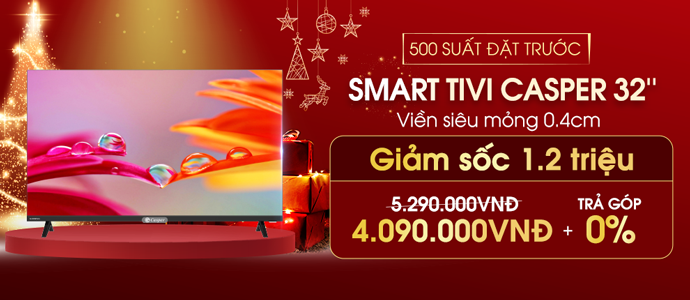 500 SUẤT ĐẶT TRƯỚC
SMART TIVI CASPER 32''
Viền siêu mỏng 0.4cm
Giảm sốc 1.2 triệu
5.290.000VNĐ
4.090.000VNĐ + TRẢ GÓP 0%
Casper